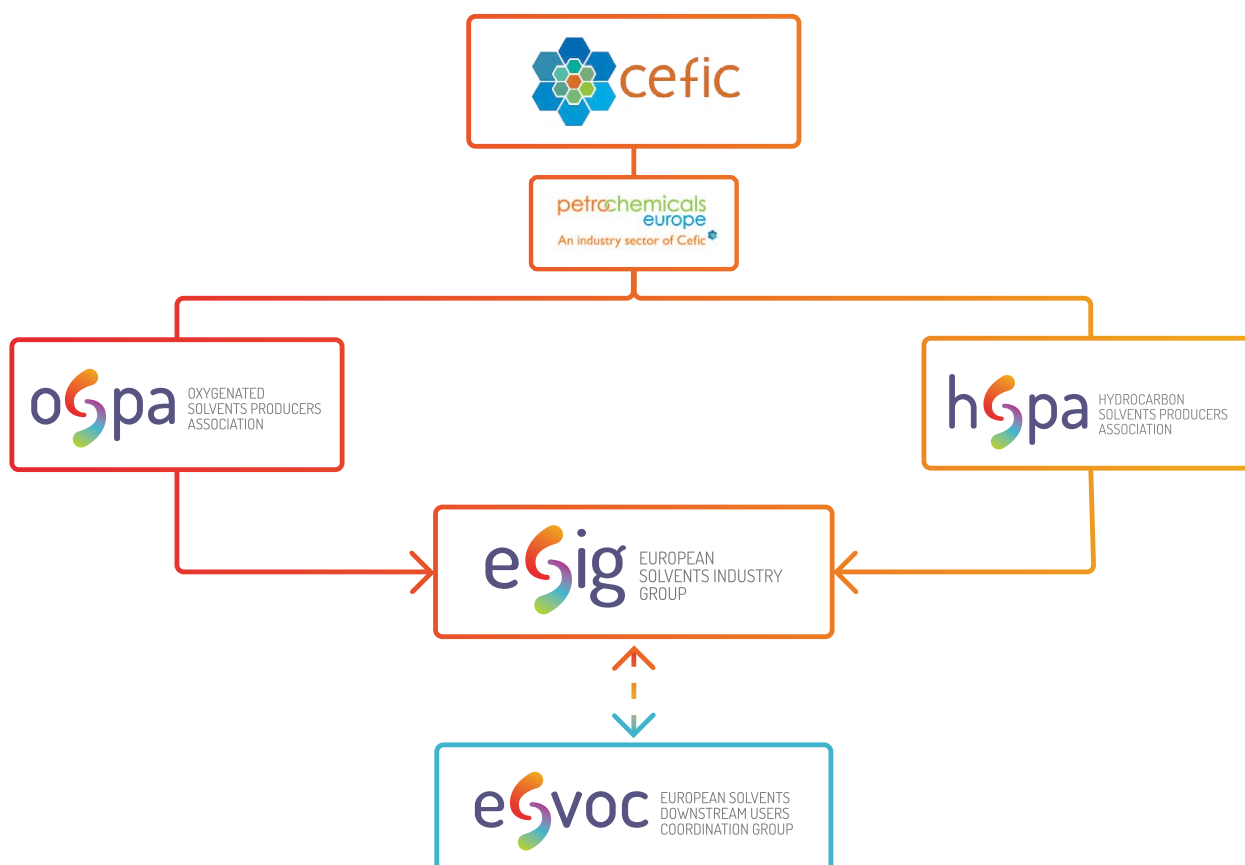 cefic
petrochemicals
europe
An industry sector of Cefic
ospa
OXYGENATED
SOLVENTS PRODUCERS
ASSOCIATION
hspa
HYDROCARBON
SOLVENTS PRODUCERS
ASSOCIATION
esig
EUROPEAN
SOLVENTS INDUSTRY
GROUP
esvoc
EUROPEAN SOLVENTS
DOWNSTREAM USERS
COORDINATION GROUP